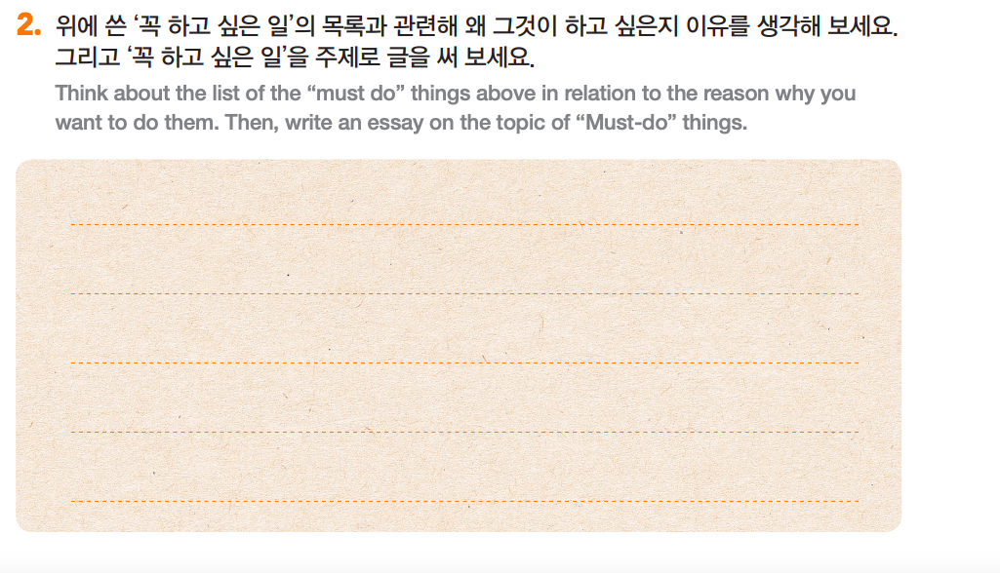 2. 위에 쓴 ‘꼭 하고 싶은 일’의 목록과 관련해 왜 그것이 하고 싶은지 이유를 생각해 보세요.
그리고 ‘꼭 하고 싶은 일’을 주제로 글을 써 보세요.
Think about the list of the “must do” things above in relation to the reason why you
want to do them. Then, write an essay on the topic of “Must-do” things.